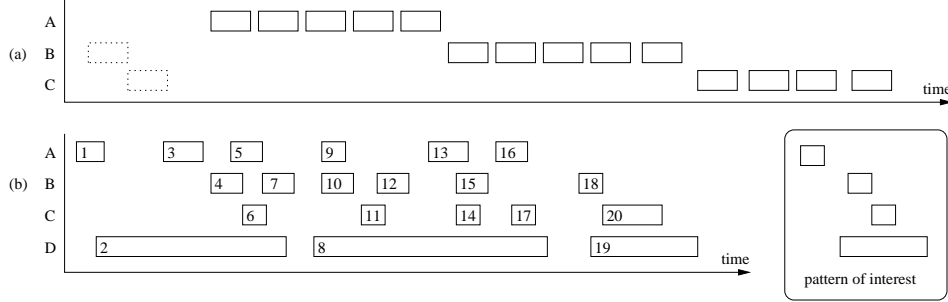 A
(a) B
C
time
A 1 3 5 9 13 16
(b) B 4 7 10 12 15 18
C 6 11 14 17 20
D 2 8 19
time
pattern of interest